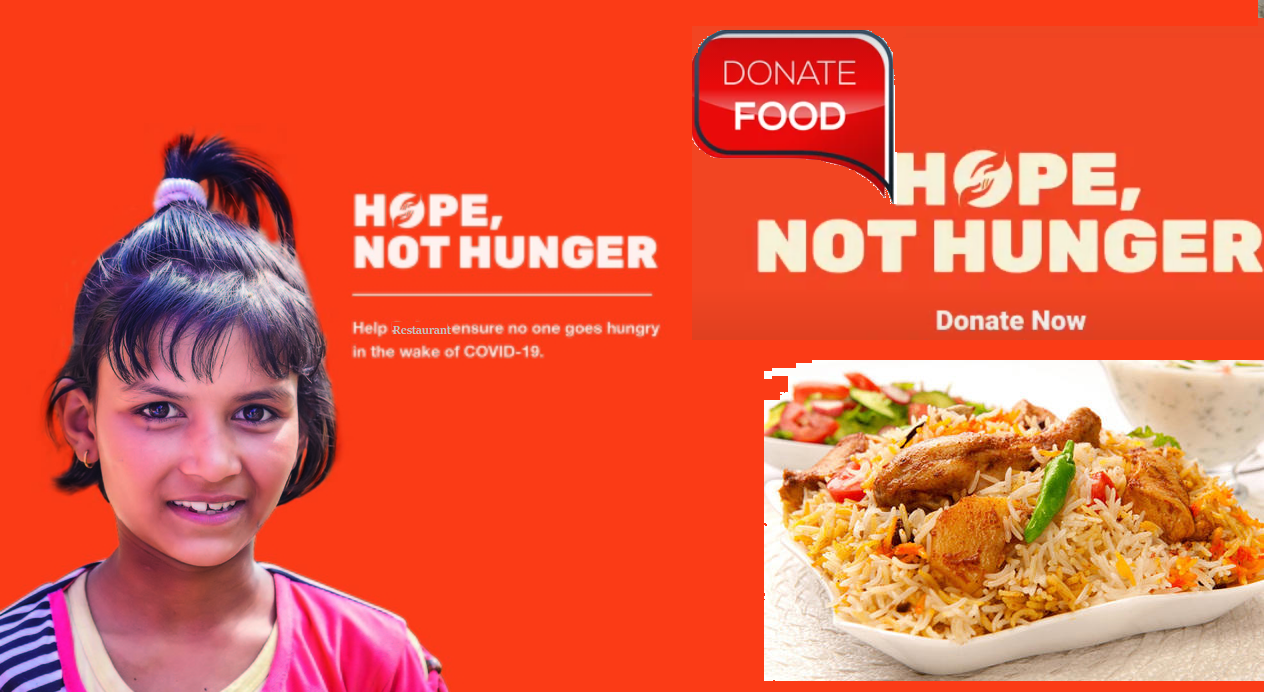 HOPE,
NOT HUNGER
Help Restaurant ensure no one goes hungry
in the wake of COVID-19.
DONATE
FOOD
HOPE,
NOT HUNGER
Donate Now